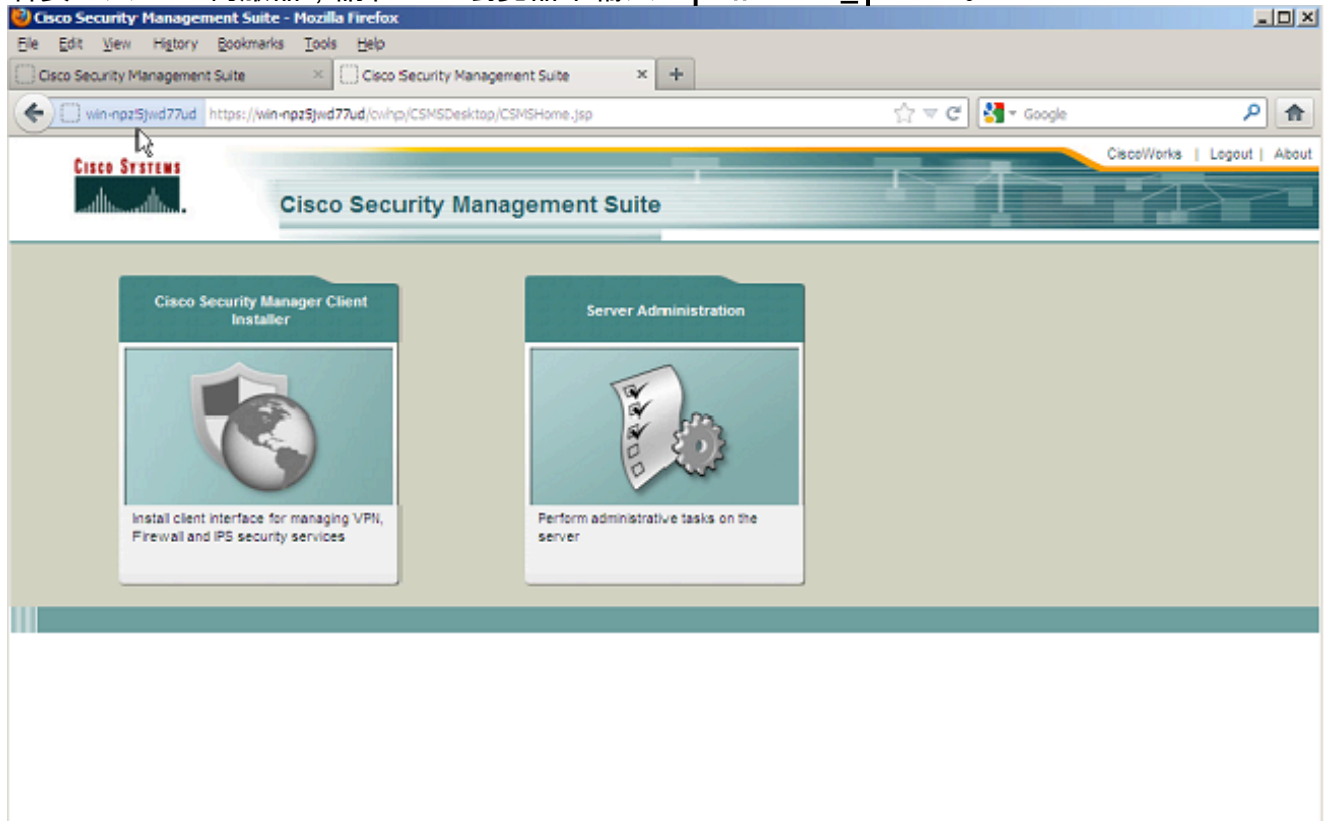 Cisco Security Management Suite - Mozilla Firefox
File Edit View History Bookmarks Tools Help
Cisco Security Management Suite × Cisco Security Management Suite × +
win-npzt5jwd77ud https://win-npzt5jwd77ud/cwhp/CSMSDesktop/CSMSHome.jsp Google
CiscoWorks | Logout | About
CISCO SYSTEMS
Cisco Security Management Suite
Cisco Security Manager Client
Installer
Server Administration
Install client interface for managing VPN,
Firewall and IPS security services
Perform administrative tasks on the
server